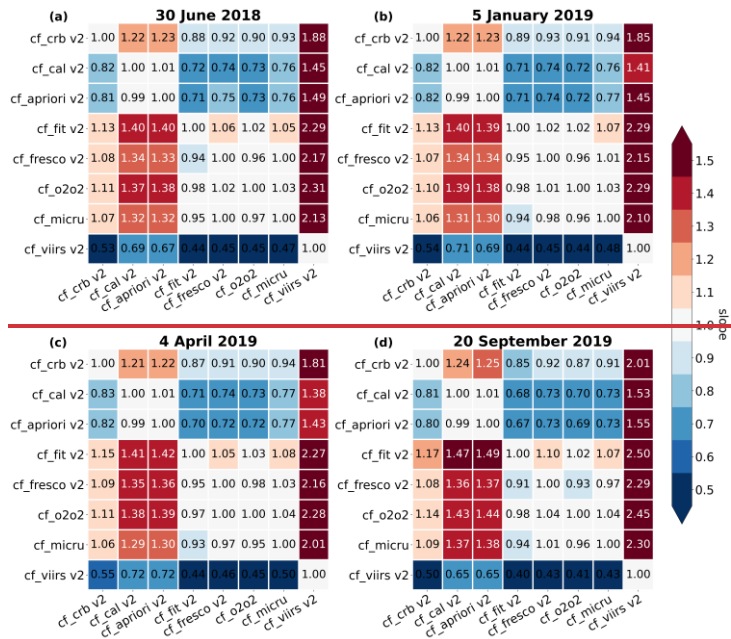 (a) 30 June 2018
cf_crb v2 1.00 1.22 1.23 0.88 0.92 0.90 0.93 1.88
cf_cal v2 0.82 1.00 1.01 0.72 0.74 0.73 0.76 1.45
cf_apriori v2 0.81 0.99 1.00 0.71 0.75 0.73 0.76 1.49
cf_fit v2 1.13 1.40 1.40 1.00 1.06 1.02 1.05 2.29
cf_fresco v2 1.08 1.34 1.33 0.94 1.00 0.96 1.00 2.17
cf_o2o2 1.11 1.37 1.38 0.98 1.02 1.00 1.03 2.31
cf_micru 1.07 1.32 1.32 0.95 1.00 0.97 1.00 2.13
cf_viirs v2 0.53 0.69 0.67 0.44 0.45 0.45 0.47 1.00
cf_crb v2 cf_cal v2 cf_apriori v2 cf_fit v2 cf_fresco v2 cf_o2o2 cf_micru cf_viirs v2
(b) 5 January 2019
cf_crb v2 1.00 1.22 1.23 0.89 0.93 0.91 0.94 1.85
cf_cal v2 0.82 1.00 1.01 0.71 0.74 0.72 0.76 1.41
cf_apriori v2 0.82 0.99 1.00 0.71 0.74 0.72 0.77 1.45
cf_fit v2 1.13 1.40 1.39 1.00 1.02 1.02 1.07 2.29
cf_fresco v2 1.07 1.34 1.34 0.95 1.00 0.96 1.01 2.15
cf_o2o2 1.10 1.39 1.38 0.98 1.01 1.00 1.03 2.29
cf_micru 1.06 1.31 1.30 0.94 0.98 0.96 1.00 2.10
cf_viirs v2 0.54 0.71 0.69 0.44 0.45 0.44 0.48 1.00
cf_crb v2 cf_cal v2 cf_apriori v2 cf_fit v2 cf_fresco v2 cf_o2o2 cf_micru cf_viirs v2
(c) 4 April 2019
cf_crb v2 1.00 1.21 1.22 0.87 0.91 0.90 0.94 1.81
cf_cal v2 0.83 1.00 1.01 0.71 0.74 0.73 0.77 1.38
cf_apriori v2 0.82 0.99 1.00 0.70 0.72 0.72 0.77 1.43
cf_fit v2 1.15 1.41 1.42 1.00 1.05 1.03 1.08 2.27
cf_fresco v2 1.09 1.35 1.36 0.95 1.00 0.98 1.03 2.16
cf_o2o2 1.11 1.38 1.39 0.97 1.00 1.00 1.04 2.28
cf_micru 1.06 1.29 1.30 0.93 0.97 0.95 1.00 2.01
cf_viirs v2 0.55 0.72 0.72 0.44 0.46 0.45 0.50 1.00
cf_crb v2 cf_cal v2 cf_apriori v2 cf_fit v2 cf_fresco v2 cf_o2o2 cf_micru cf_viirs v2
(d) 20 September 2019
cf_crb v2 1.00 1.24 1.25 0.85 0.92 0.87 0.91 2.01
cf_cal v2 0.81 1.00 1.01 0.68 0.73 0.70 0.73 1.53
cf_apriori v2 0.80 0.99 1.00 0.67 0.73 0.69 0.73 1.55
cf_fit v2 1.17 1.47 1.49 1.00 1.10 1.02 1.07 2.50
cf_fresco v2 1.08 1.36 1.37 0.91 1.00 0.93 0.97 2.29
cf_o2o2 1.14 1.43 1.44 0.98 1.04 1.00 1.04 2.45
cf_micru 1.09 1.37 1.38 0.94 1.01 0.96 1.00 2.30
cf_viirs v2 0.50 0.65 0.65 0.40 0.43 0.41 0.43 1.00
cf_crb v2 cf_cal v2 cf_apriori v2 cf_fit v2 cf_fresco v2 cf_o2o2 cf_micru cf_viirs v2
1.5
1.4
1.3
1.2
1.1
1.0
0.9
0.8
0.7
0.6
0.5
slope